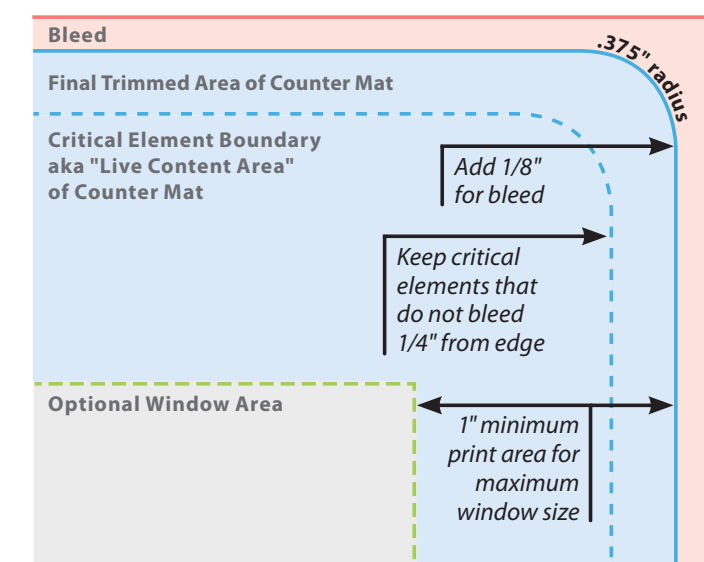 Bleed
.375" radius
Final Trimmed Area of Counter Mat
Critical Element Boundary
aka "Live Content Area"
of Counter Mat
Add 1/8"
for bleed
Keep critical
elements that
do not bleed
1/4" from edge
Optional Window Area
1" minimum
print area for
maximum
window size